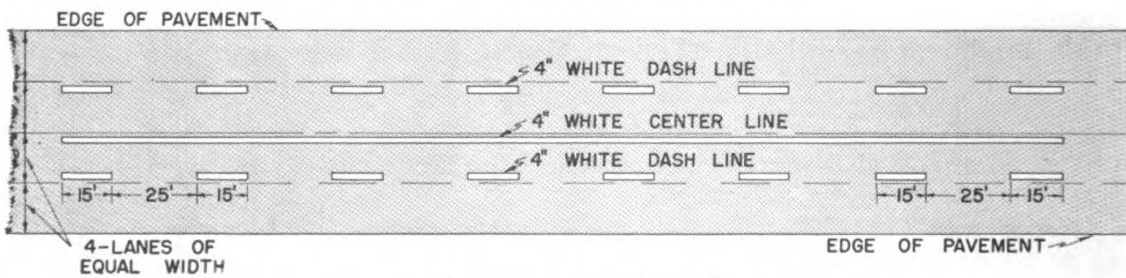 EDGE OF PAVEMENT
4" WHITE DASH LINE
4" WHITE CENTER LINE
4" WHITE DASH LINE
15' 25' 15' 15' 25' 15'
4-LANES OF
EQUAL WIDTH
EDGE OF PAVEMENT